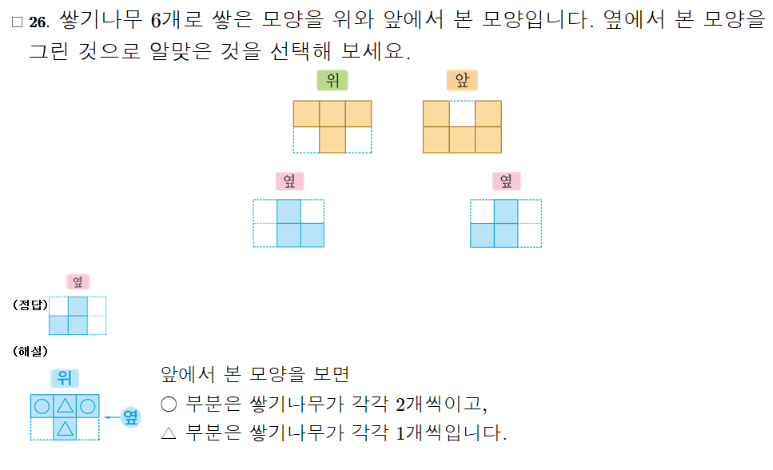 □ 26. 쌓기나무 6개로 쌓은 모양을 위와 앞에서 본 모양입니다. 옆에서 본 모양을
그린 것으로 알맞은 것을 선택해 보세요.
위 앞
옆 옆
옆
(정답)
(해설)
위
옆
앞에서 본 모양을 보면
○ 부분은 쌓기나무가 각각 2개씩이고,
△ 부분은 쌓기나무가 각각 1개씩입니다.